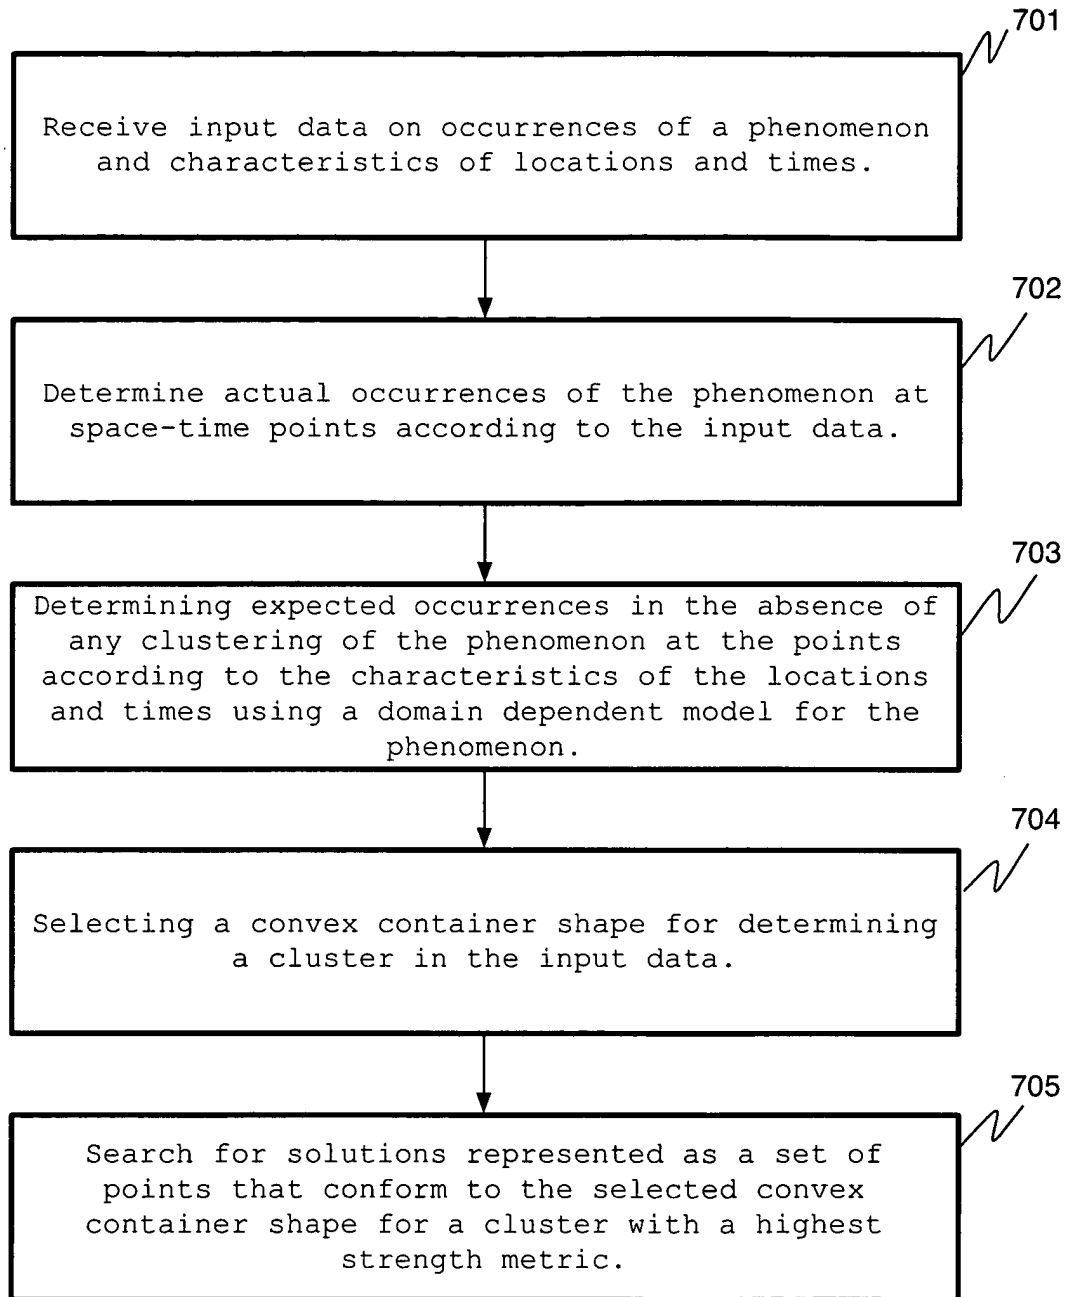 701
Receive input data on occurrences of a phenomenon
and characteristics of locations and times.
702
Determine actual occurrences of the phenomenon at
space-time points according to the input data.
703
Determining expected occurrences in the absence of
any clustering of the phenomenon at the points
according to the characteristics of the locations
and times using a domain dependent model for the
phenomenon.
704
Selecting a convex container shape for determining
a cluster in the input data.
705
Search for solutions represented as a set of
points that conform to the selected convex
container shape for a cluster with a highest
strength metric.